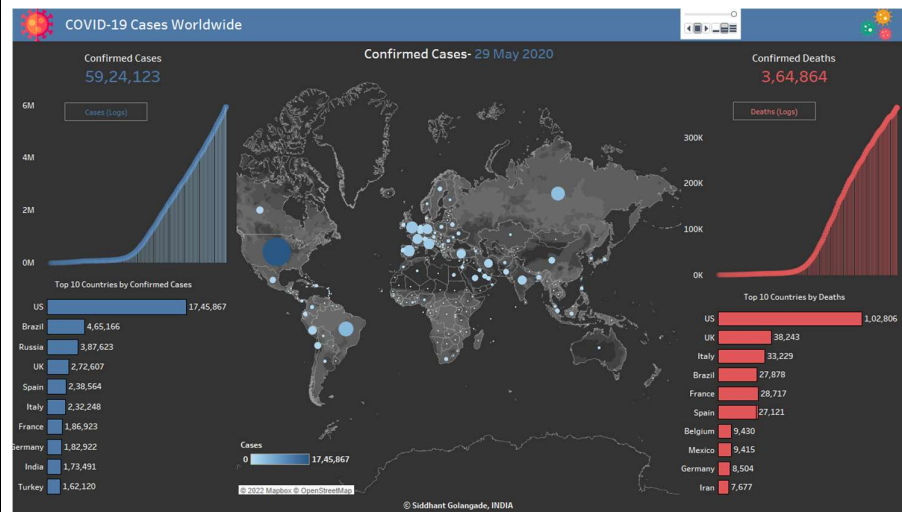 COVID-19 Cases Worldwide
Confirmed Cases
59,24,123
Cases (Logs)
6M
4M
2M
0M
Top 10 Countries by Confirmed Cases
US 17,45,867
Brazil 4,65,166
Russia 3,87,623
UK 2,72,607
Spain 2,38,564
Italy 2,32,248
France 1,86,923
Germany 1,82,922
India 1,73,491
Turkey 1,62,120
Confirmed Cases- 29 May 2020
Cases
0 17,45,867
© 2022 Mapbox © OpenStreetMap
Confirmed Deaths
3,64,864
Deaths (Logs)
300K
200K
100K
0K
Top 10 Countries by Deaths
US 1,02,806
UK 38,243
Italy 33,229
Brazil 27,878
France 28,717
Spain 27,121
Belgium 9,430
Mexico 9,415
Germany 8,504
Iran 7,677
© Siddhant Golangade, INDIA